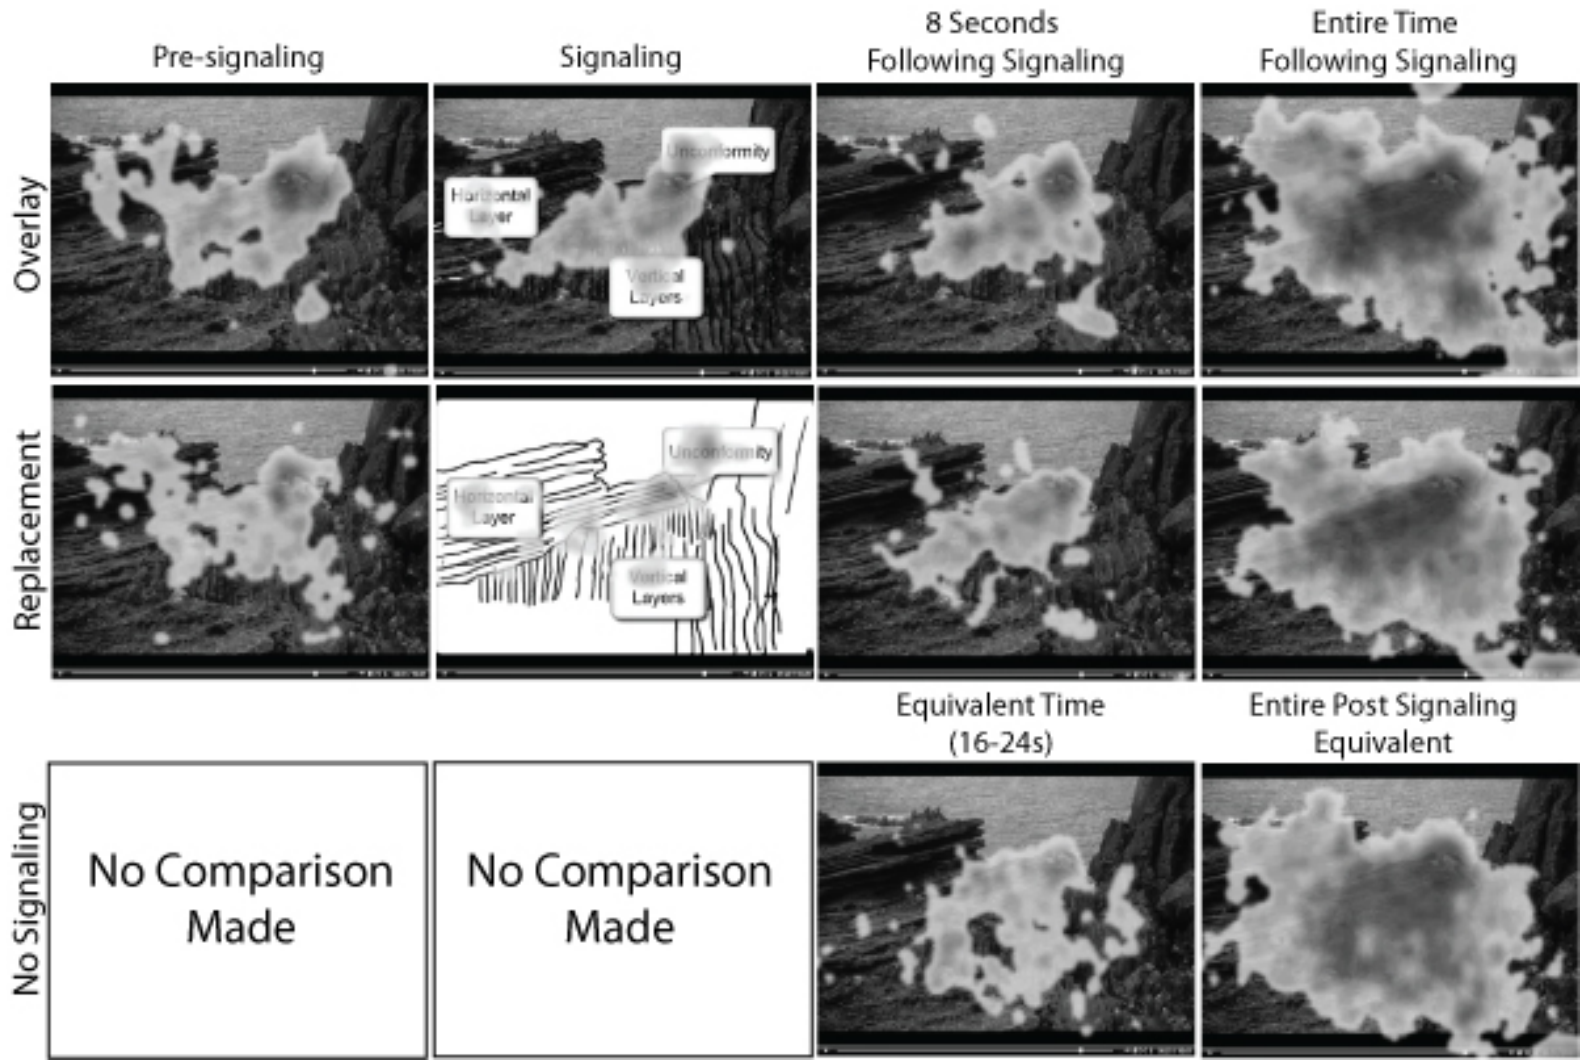 Pre-signaling
Signaling
8 Seconds
Following Signaling
Entire Time
Following Signaling
Overlay
Unconformity
Horizontal
Layer
Vertical
Layers
Replacement
Unconformity
Horizontal
Layer
Vertical
Layers
Equivalent Time
(16-24s)
Entire Post Signaling
Equivalent
No Signaling
No Comparison
Made
No Comparison
Made